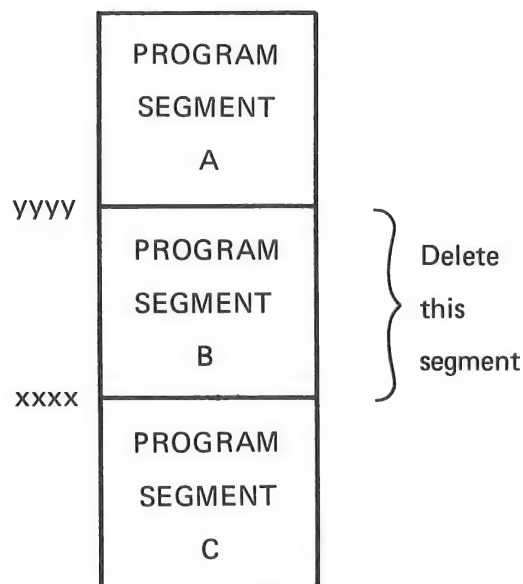 PROGRAM
SEGMENT
A
yyyy
PROGRAM
SEGMENT
B
Delete
this
segment
xxxx
PROGRAM
SEGMENT
C